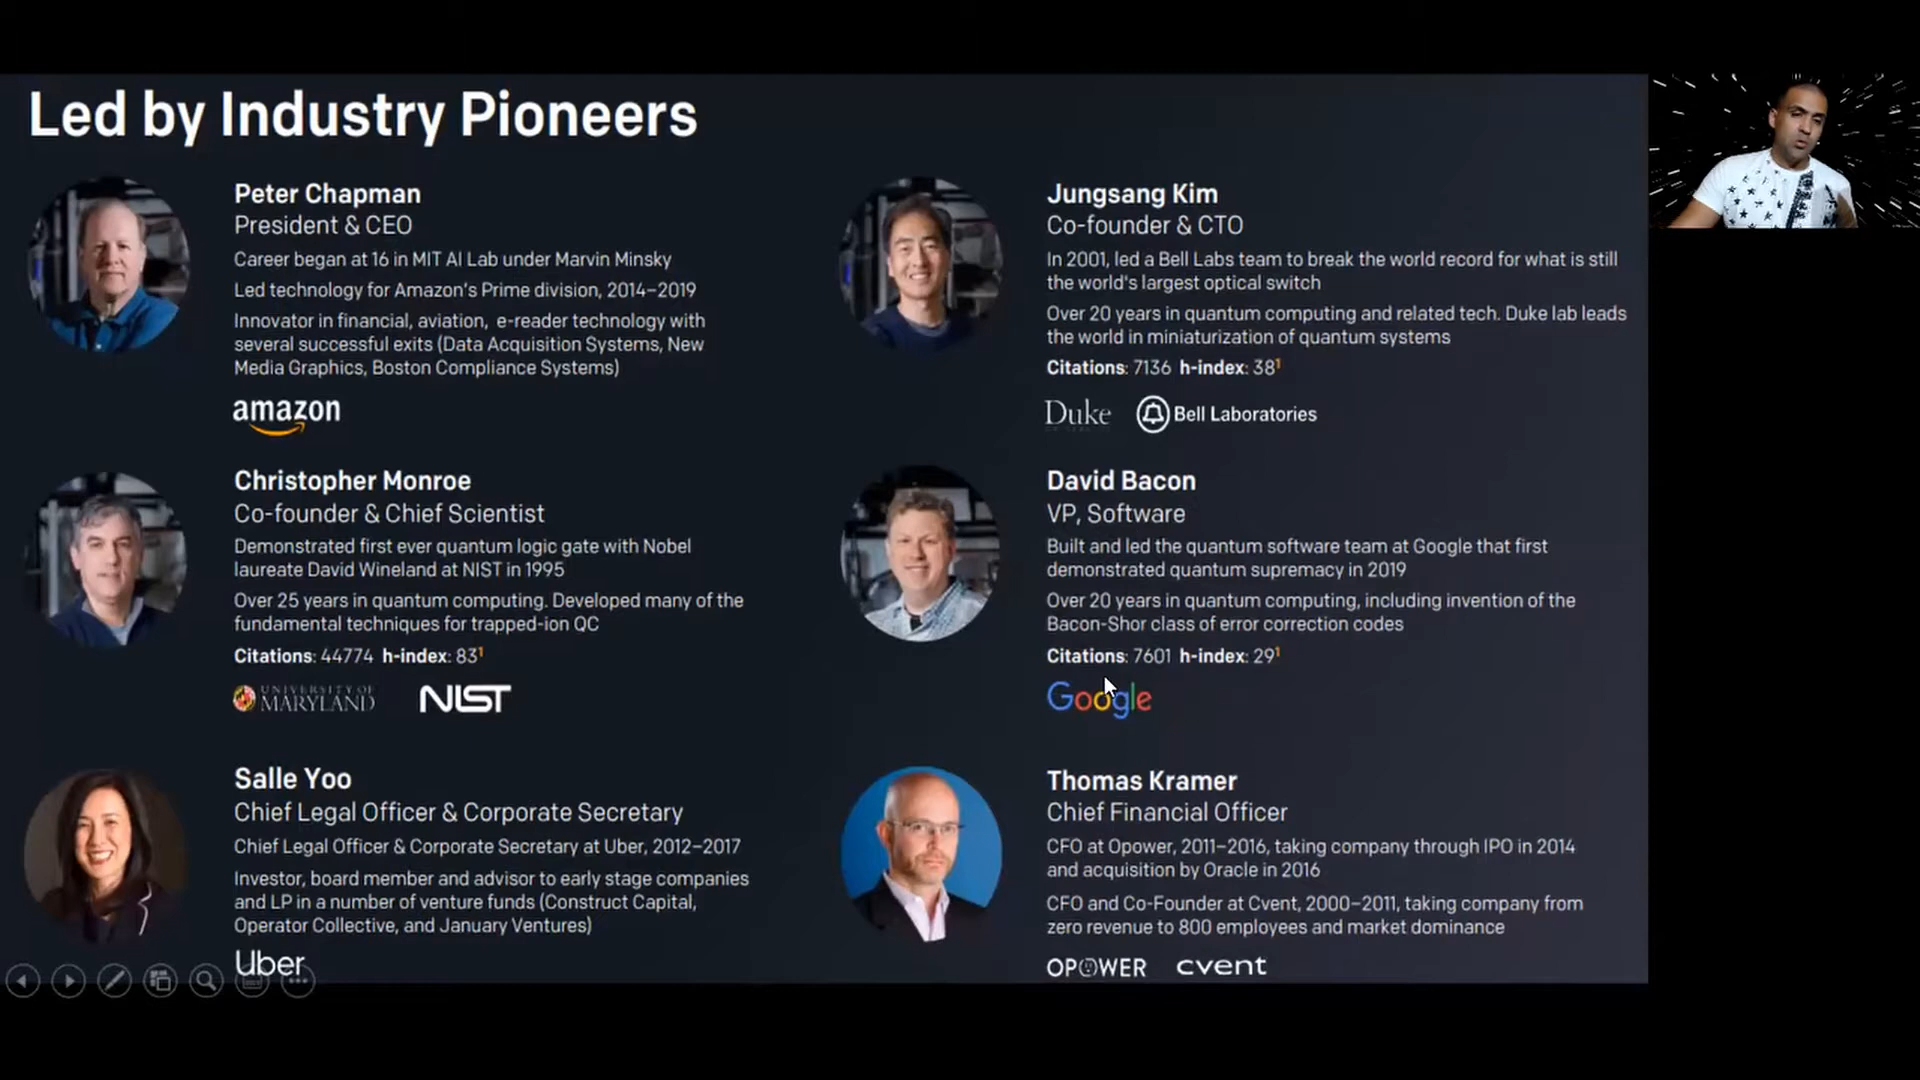 Led by Industry Pioneers
Peter Chapman
President & CEO
Career began at 16 in MIT AI Lab under Marvin Minsky
Led technology for Amazon's Prime division, 2014–2019
Innovator in financial, aviation, e-reader technology with
several successful exits (Data Acquisition Systems, New
Media Graphics, Boston Compliance Systems)
amazon
Jungsang Kim
Co-founder & CTO
In 2001, led a Bell Labs team to break the world record for what is still
the world's largest optical switch
Over 20 years in quantum computing and related tech. Duke lab leads
the world in miniaturization of quantum systems
Citations: 7136 h-index: 38¹
Duke
Bell Laboratories
Christopher Monroe
Co-founder & Chief Scientist
Demonstrated first ever quantum logic gate with Nobel
laureate David Wineland at NIST in 1995
Over 25 years in quantum computing. Developed many of the
fundamental techniques for trapped-ion QC
Citations: 44774 h-index: 83¹
UNIVERSITY OF
MARYLAND
NIST
David Bacon
VP, Software
Built and led the quantum software team at Google that first
demonstrated quantum supremacy in 2019
Over 20 years in quantum computing, including invention of the
Bacon-Shor class of error correction codes
Citations: 7601 h-index: 29¹
Google
Salle Yoo
Chief Legal Officer & Corporate Secretary
Chief Legal Officer & Corporate Secretary at Uber, 2012–2017
Investor, board member and advisor to early stage companies
and LP in a number of venture funds (Construct Capital,
Operator Collective, and January Ventures)
Uber
Thomas Kramer
Chief Financial Officer
CFO at Opower, 2011–2016, taking company through IPO in 2014
and acquisition by Oracle in 2016
CFO and Co-Founder at Cvent, 2000–2011, taking company from
zero revenue to 800 employees and market dominance
OPOWER
cvent